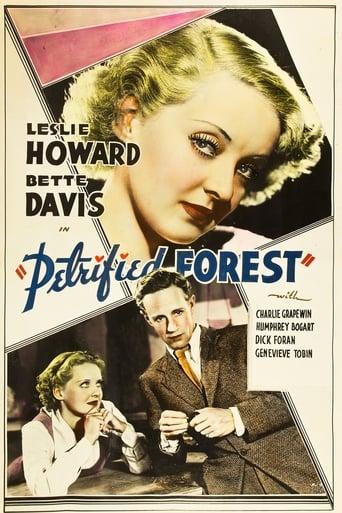 LESLIE
HOWARD
BETTE
DAVIS
IN
"Petrified FOREST"
with
CHARLIE GRAPEWIN
HUMPHREY BOGART
DICK FORAN
GENEVIEVE TOBIN